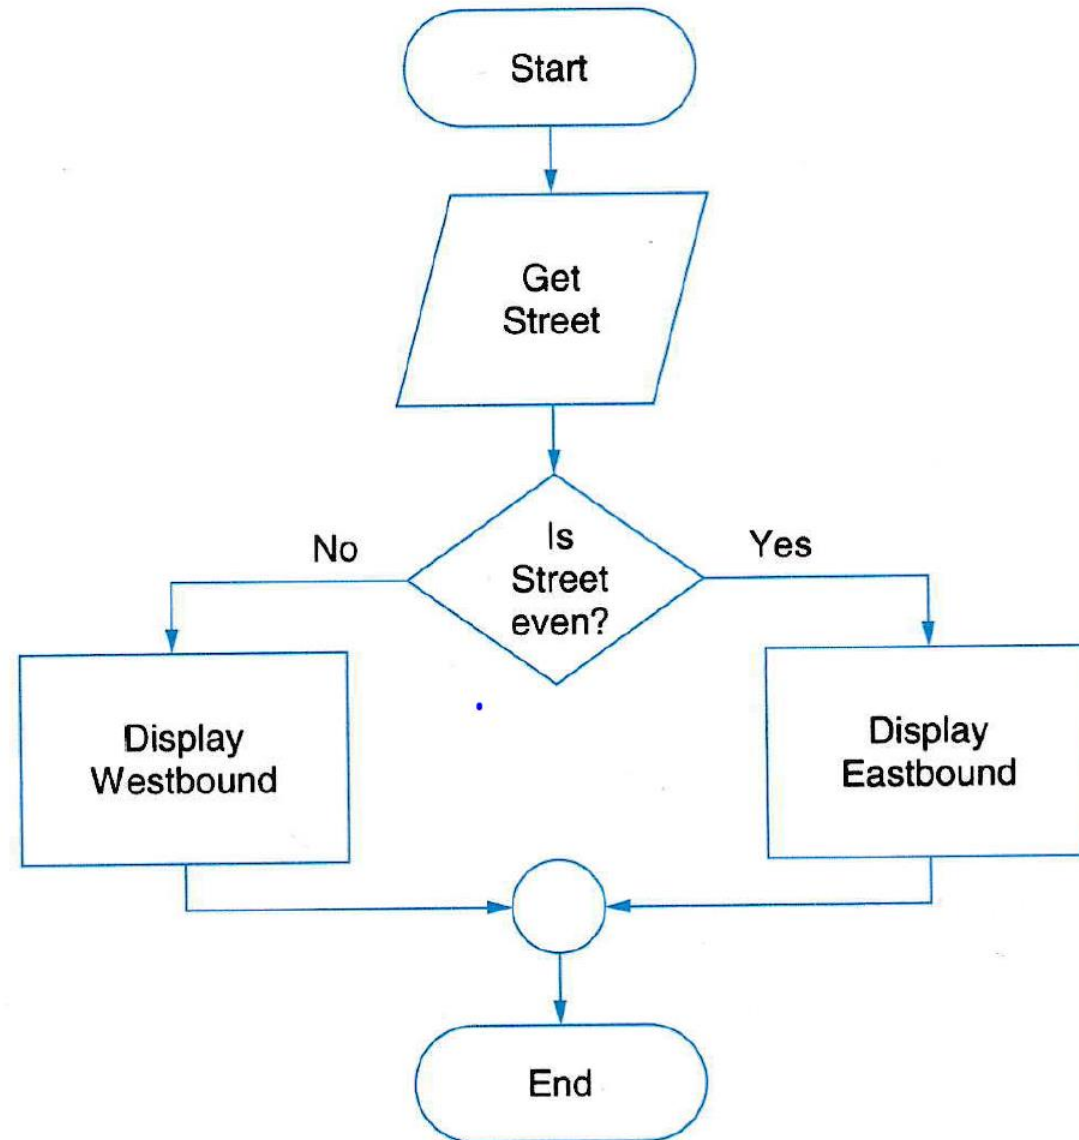 Start
Get
Street
Is
Street
even?
No
Yes
Display
Westbound
Display
Eastbound
End